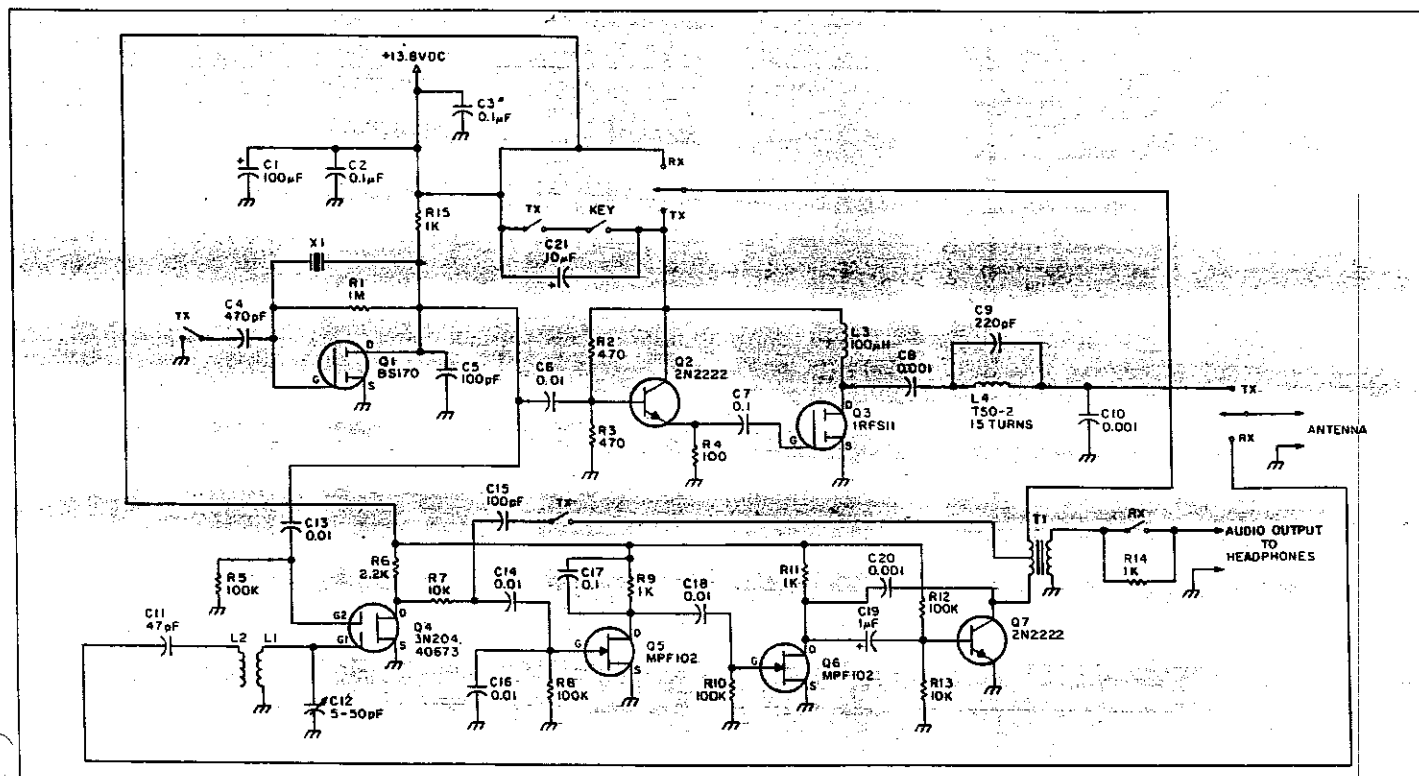 +13.8VDC
C3*
0.1µF
C1
100µF
C2
0.1µF
R15
1K
RX
TX
TX
KEY
C21
10µF
X1
R1
1M
TX
C4
470pF
D
G
S
Q1
BS170
C5
100pF
C6
0.01
R2
470
R3
470
Q2
2N2222
R4
100
C7
0.1
L3
100µH
D
G
S
Q3
IRF511
C8
0.001
C9
220pF
L4
T50-2
15 TURNS
C10
0.001
TX
RX
ANTENNA
C13
0.01
R5
100K
C11
47pF
L2
L1
C12
5-50pF
R6
2.2K
G2
G1
D
S
Q4
3N204,
40673
R7
10K
C15
100pF
TX
C14
0.01
C16
0.01
R8
100K
C17
0.1
R9
1K
D
G
S
Q5
MPF102
C18
0.01
R10
100K
R11
1K
D
G
S
Q6
MPF102
C20
0.001
C19
1µF
R12
100K
R13
10K
Q7
2N2222
T1
RX
R14
1K
AUDIO OUTPUT
TO
HEADPHONES